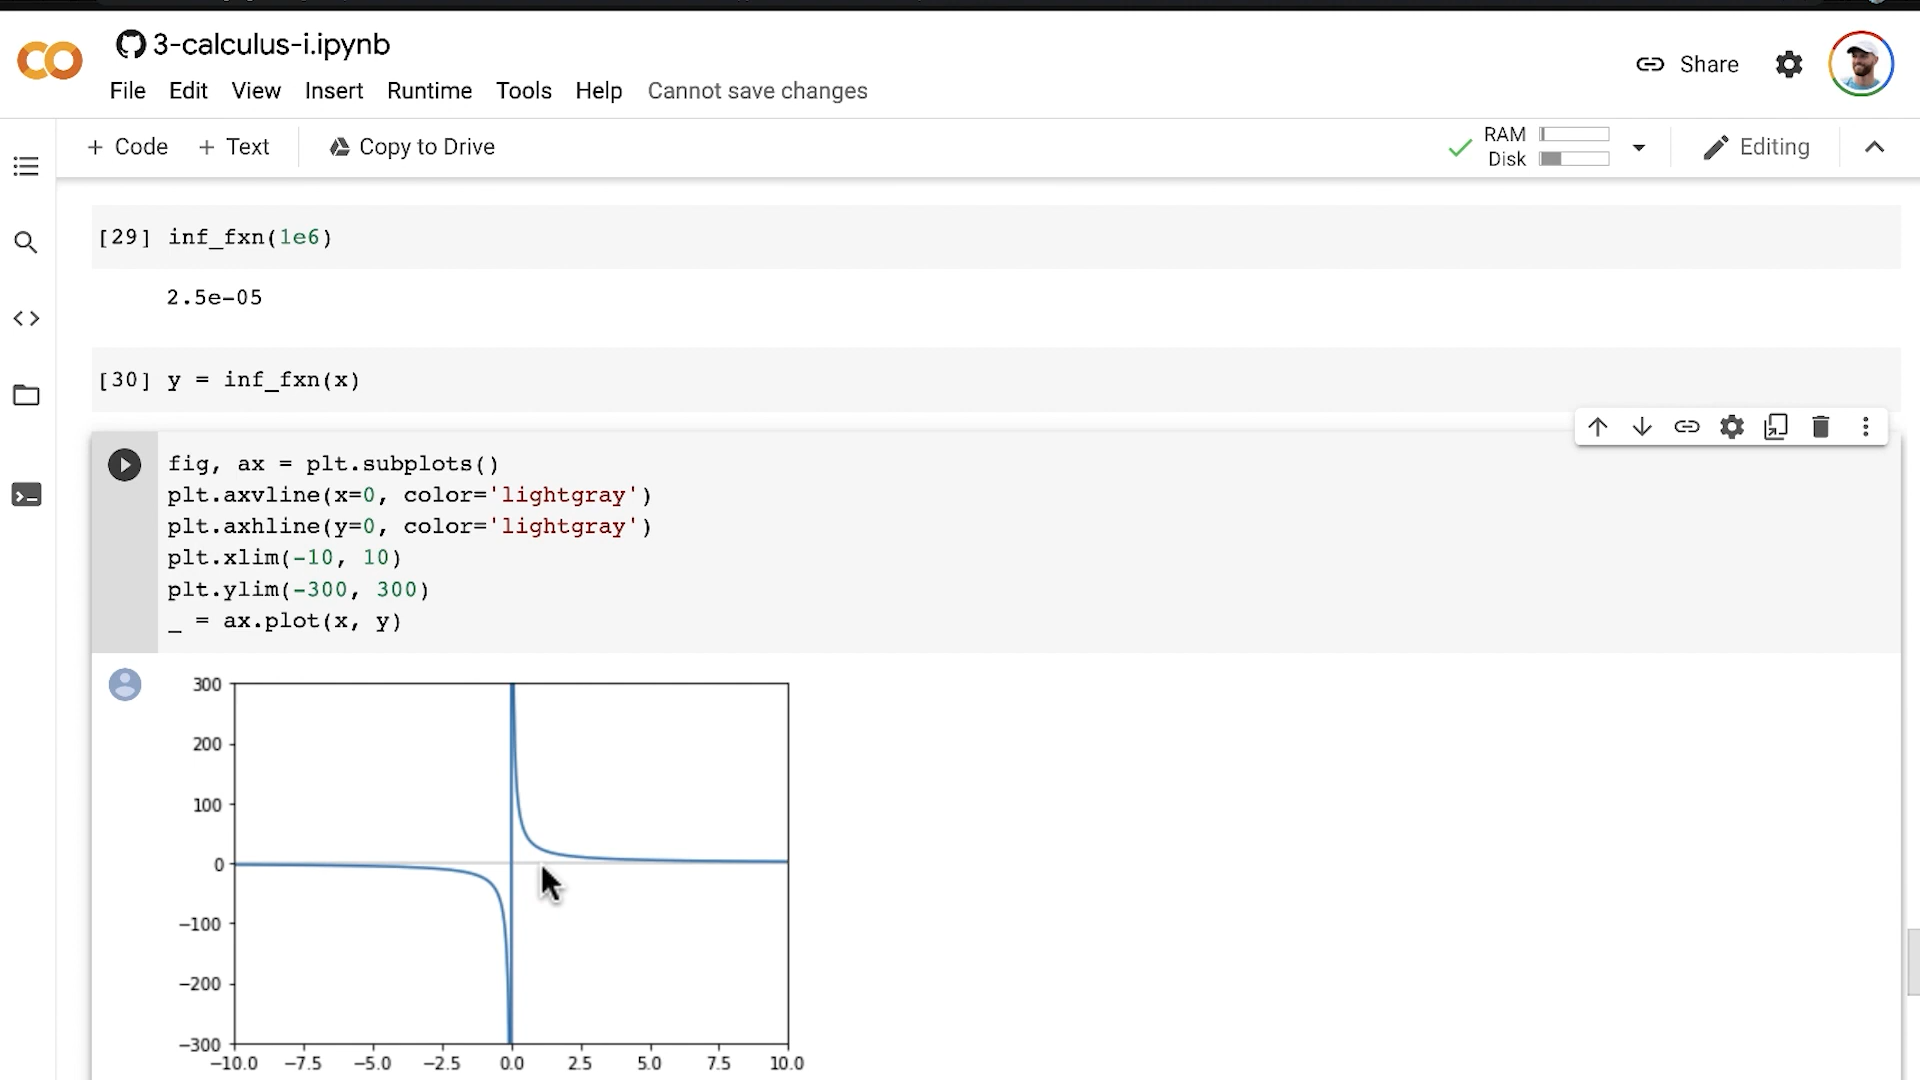 3-calculus-i.ipynb
Share
File Edit View Insert Runtime Tools Help Cannot save changes
+ Code + Text Copy to Drive
RAM
Disk
Editing
[29] inf_fxn(1e6)
2.5e-05
[30] y = inf_fxn(x)
fig, ax = plt.subplots()
plt.axvline(x=0, color='lightgray')
plt.axhline(y=0, color='lightgray')
plt.xlim(-10, 10)
plt.ylim(-300, 300)
_ = ax.plot(x, y)
300
200
100
0
−100
−200
−300
−10.0 −7.5 −5.0 −2.5 0.0 2.5 5.0 7.5 10.0